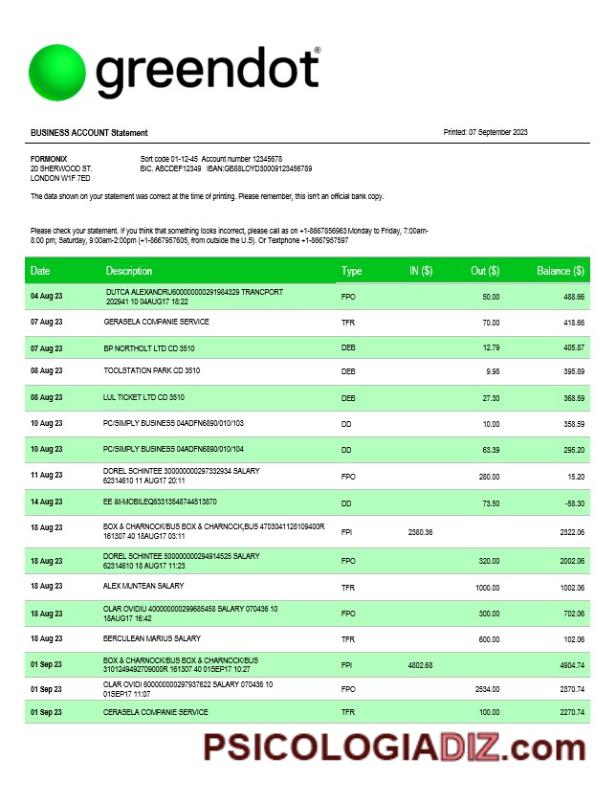 greendot®
BUSINESS ACCOUNT Statement Printed: 07 September 2023
FORMONIX Sort code 01-12-45 Account number 12345678
20 SHERWOOD ST. BIC. ABCDEF12349 IBAN:GB88LOYD30009123456789
LONDON W1F 7ED
The data shown on your statement was correct at the time of printing. Please remember, this isn't an official bank copy.
Please check your statement. If you think that something looks incorrect, please call as on +1-8667856963 Monday to Friday, 7:00am-
8:00 pm; Saturday, 9:00am-2:00pm (+1-8667957605, from outside the U.S). Or Textphone +1-8667957597
Date Description Type IN ($) Out ($) Balance ($)
04 Aug 23 DUTCA ALEXANDRU600000000291984329 TRANCPORT
202941 10 04AUG17 18:22 FPO 50.00 488.66
07 Aug 23 GERASELA COMPANIE SERVICE TFR 70.00 418.66
07 Aug 23 BP NORTHOLT LTD CD 3510 DEB 12.79 405.87
08 Aug 23 TOOLSTATION PARK CD 3510 DEB 9.98 395.89
08 Aug 23 LUL TICKET LTD CD 3510 DEB 27.30 368.59
10 Aug 23 PC/SIMPLY BUSINESS 04ADFN6890/010/103 DD 10.00 358.59
10 Aug 23 PC/SIMPLY BUSINESS 04ADFN6890/010/104 DD 63.39 295.20
11 Aug 23 DOREL SCHINTEE 300000000297332934 SALARY
62314610 11 AUG17 20:11 FPO 280.00 15.20
14 Aug 23 EE &t-MOBILEQ63313648744513870 DD 73.50 -58.30
18 Aug 23 BOX & CHARNOCK/BUS BOX & CHARNOCK,BUS 4703041128109400R
161307 40 18AUG17 03:11 FPI 2380.36 2322.06
18 Aug 23 DOREL SCHINTEE 500000000294914525 SALARY
62314610 18 AUG17 11:23 FPO 320.00 2002.06
18 Aug 23 ALEX MUNTEAN SALARY TFR 1000.00 1002.06
18 Aug 23 OLAR OVIDIU 400000000299685458 SALARY 070436 10
18AUG17 16:42 FPO 300.00 702.06
18 Aug 23 BERCULEAN MARIUS SALARY TFR 600.00 102.06
01 Sep 23 BOX & CHARNOCK/BUS BOX & CHARNOCK/BUS
3101249492709000R 161307 40 01SEP17 10:27 FPI 4802.68 4904.74
01 Sep 23 OLAR OVIDI 600000000297937622 SALARY 070436 10
01SEP17 11:07 FPO 2534.00 2370.74
01 Sep 23 CERASELA COMPANIE SERVICE TFR 100.00 2270.74
PSICOLOGIADIZ.com